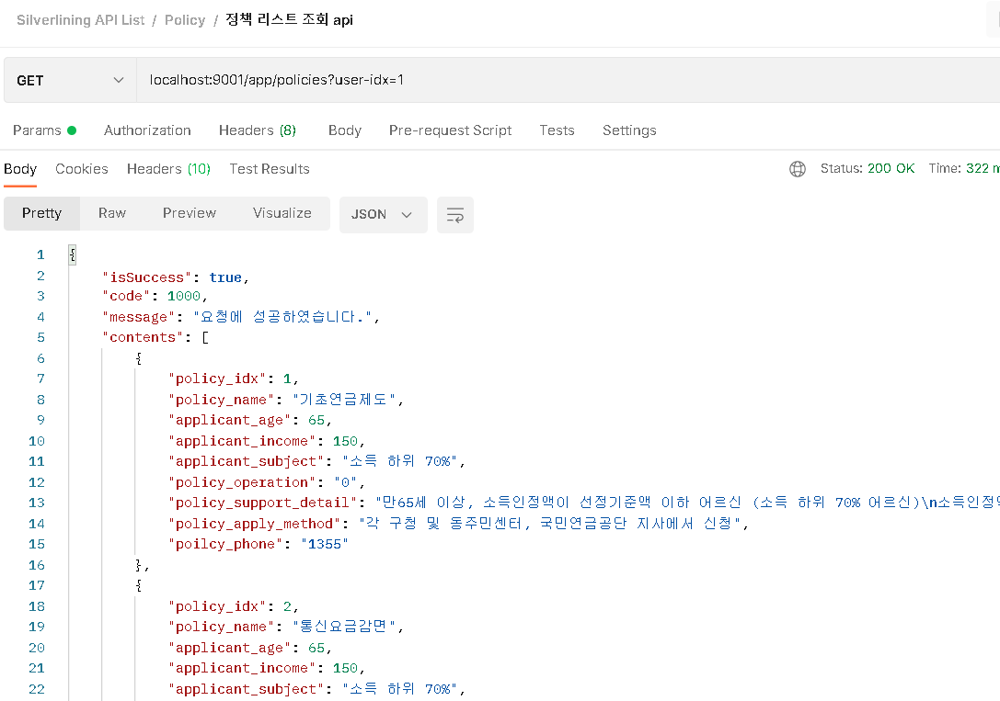 Silverlining API List / Policy / 정책 리스트 조회 api
GET localhost:9001/app/policies?user-idx=1
Params Authorization Headers (8) Body Pre-request Script Tests Settings
Body Cookies Headers (10) Test Results Status: 200 OK Time: 322 m
Pretty Raw Preview Visualize JSON
1 {
2 "isSuccess": true,
3 "code": 1000,
4 "message": "요청에 성공하였습니다.",
5 "contents": [
6 {
7 "policy_idx": 1,
8 "policy_name": "기초연금제도",
9 "applicant_age": 65,
10 "applicant_income": 150,
11 "applicant_subject": "소득 하위 70%",
12 "policy_operation": "0",
13 "policy_support_detail": "만65세 이상, 소득인정액이 선정기준액 이하 어르신 (소득 하위 70% 어르신)\n소득인정액
14 "policy_apply_method": "각 구청 및 동주민센터, 국민연금공단 지사에서 신청",
15 "poilcy_phone": "1355"
16 },
17 {
18 "policy_idx": 2,
19 "policy_name": "통신요금감면",
20 "applicant_age": 65,
21 "applicant_income": 150,
22 "applicant_subject": "소득 하위 70%",